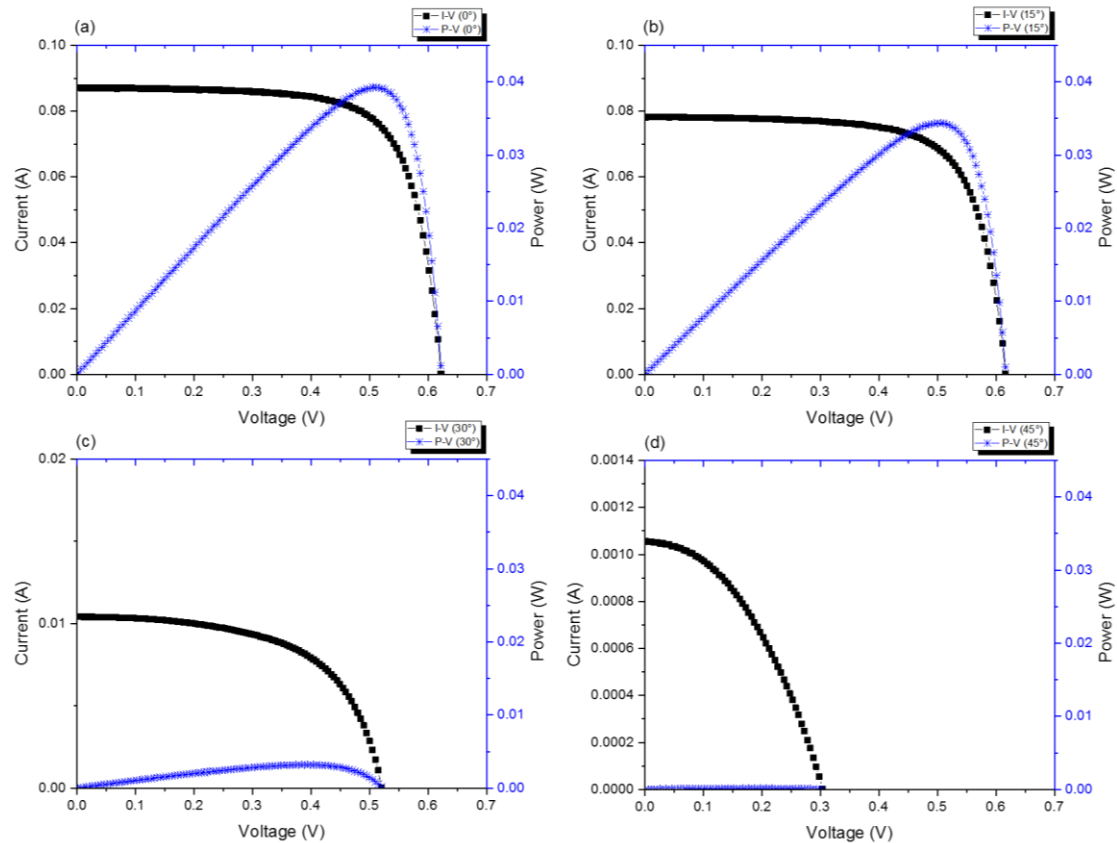 (a)
I-V (0°)
P-V (0°)
0.10
0.08
0.06
0.04
0.02
0.00
Current (A)
0.04
0.03
0.02
0.01
0.00
Power (W)
0.0 0.1 0.2 0.3 0.4 0.5 0.6 0.7
Voltage (V)
(b)
I-V (15°)
P-V (15°)
0.10
0.08
0.06
0.04
0.02
0.00
Current (A)
0.04
0.03
0.02
0.01
0.00
Power (W)
0.0 0.1 0.2 0.3 0.4 0.5 0.6 0.7
Voltage (V)
(c)
I-V (30°)
P-V (30°)
0.02
0.01
0.00
Current (A)
0.04
0.03
0.02
0.01
0.00
Power (W)
0.0 0.1 0.2 0.3 0.4 0.5 0.6 0.7
Voltage (V)
(d)
I-V (45°)
P-V (45°)
0.0014
0.0012
0.0010
0.0008
0.0006
0.0004
0.0002
0.0000
Current (A)
0.04
0.03
0.02
0.01
0.00
Power (W)
0.0 0.1 0.2 0.3 0.4 0.5 0.6 0.7
Voltage (V)